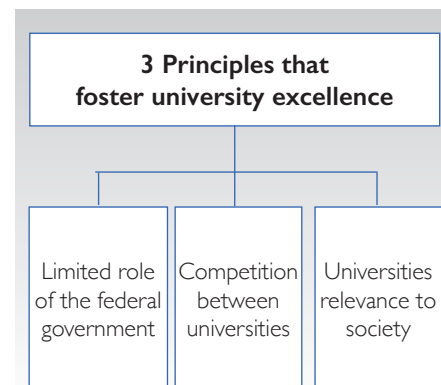 3 Principles that
foster university excellence
Limited role
of the federal
government
Competition
between
universities
Universities
relevance to
society